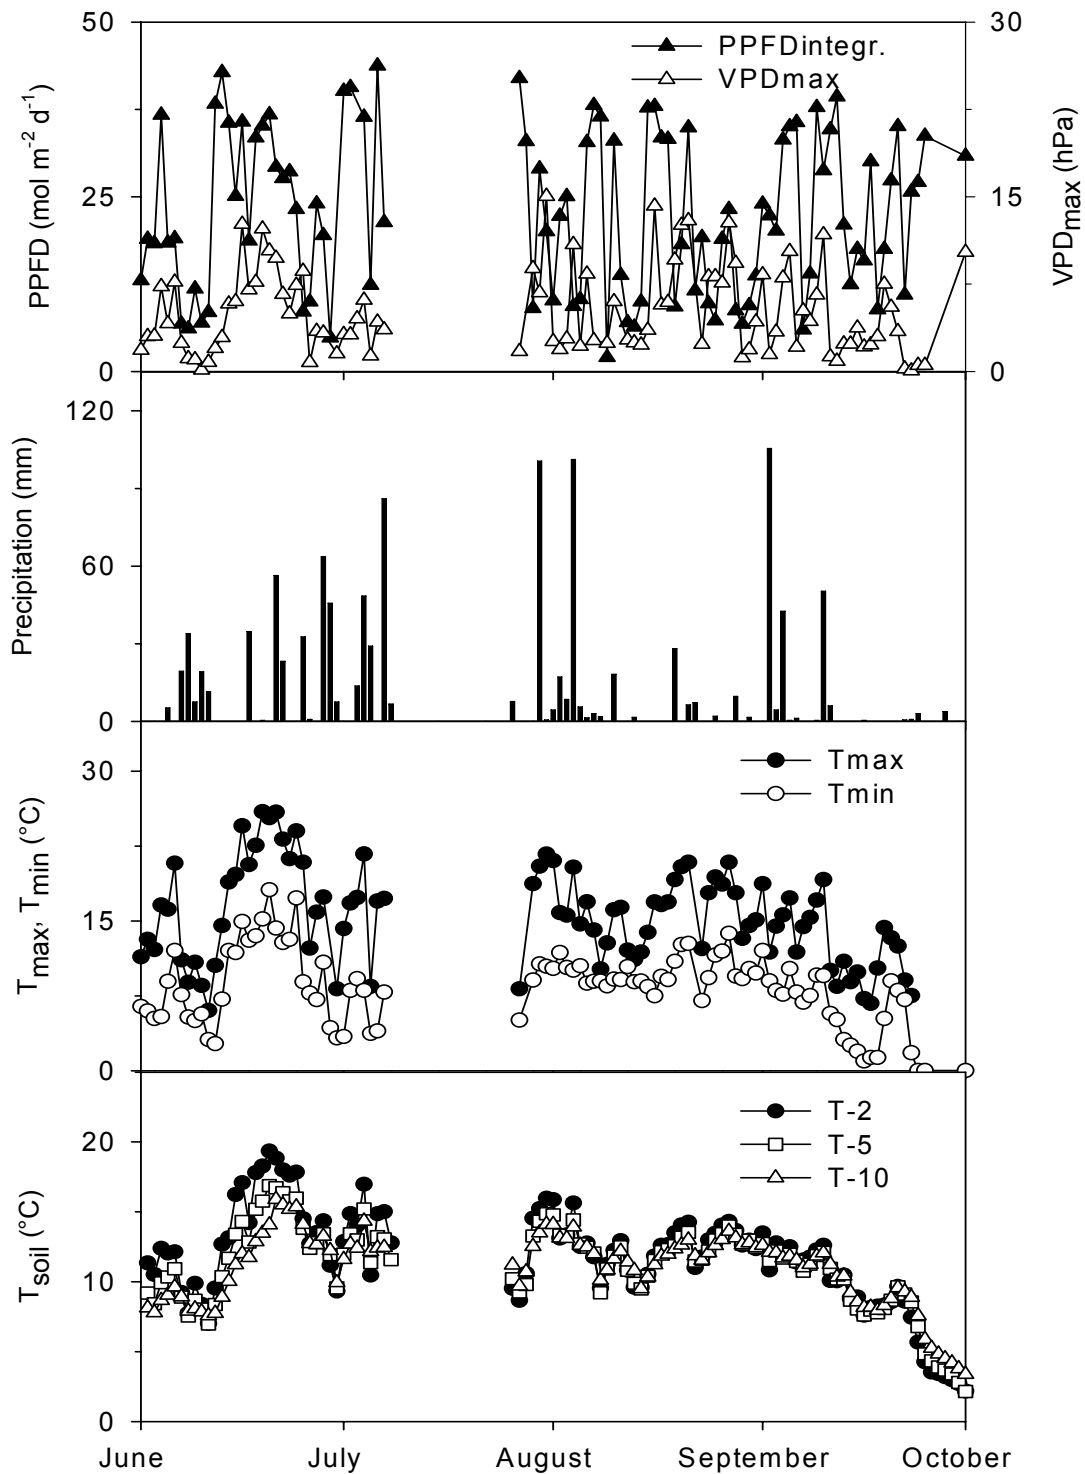 50
25
0
PPFD (mol m-2 d-1)
PPFDintegr.
VPDmax
30
15
0
VPDmax (hPa)
120
60
0
Precipitation (mm)
30
15
0
Tmax, Tmin (°C)
Tmax
Tmin
20
10
0
Tsoil (°C)
T-2
T-5
T-10
June July August September October